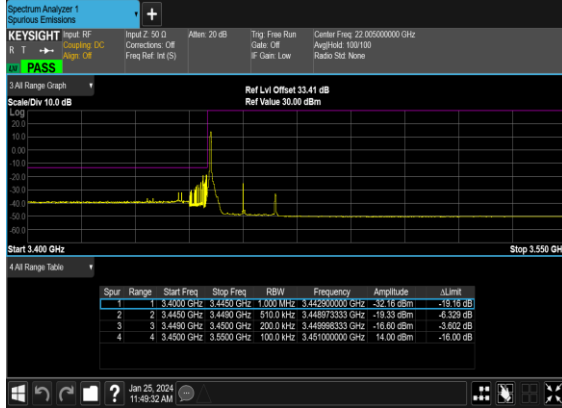 Spectrum Analyzer 1
Spurious Emissions
+
KEYSIGHT Input: RF Input Z: 50 Ω Atten: 20 dB Trig: Free Run Center Freq: 22.005000000 GHz
R T Coupling: DC Corrections: Off Gate: Off Avg|Hold: 100/100
Align: Off Freq Ref: Int (S) IF Gain: Low Radio Std: None
PASS
3 All Range Graph
Ref Lvl Offset 33.41 dB
Scale/Div 10.0 dB Ref Value 30.00 dBm
Log
20.0
10.0
0.00
-10.0
-20.0
-30.0
-40.0
-50.0
-60.0
Start 3.400 GHz Stop 3.550 GH
4 All Range Table
Spur Range Start Freq Stop Freq RBW Frequency Amplitude ΔLimit
1 1 3.4000 GHz 3.4450 GHz 1.000 MHz 3.442900000 GHz -32.16 dBm -19.16 dB
2 2 3.4450 GHz 3.4490 GHz 510.0 kHz 3.448973333 GHz -19.33 dBm -6.329 dB
3 3 3.4490 GHz 3.4500 GHz 200.0 kHz 3.449998333 GHz -16.60 dBm -3.602 dB
4 4 3.4500 GHz 3.5500 GHz 100.0 kHz 3.451000000 GHz 14.00 dBm -16.00 dB
? Jan 25, 2024
11:49:32 AM